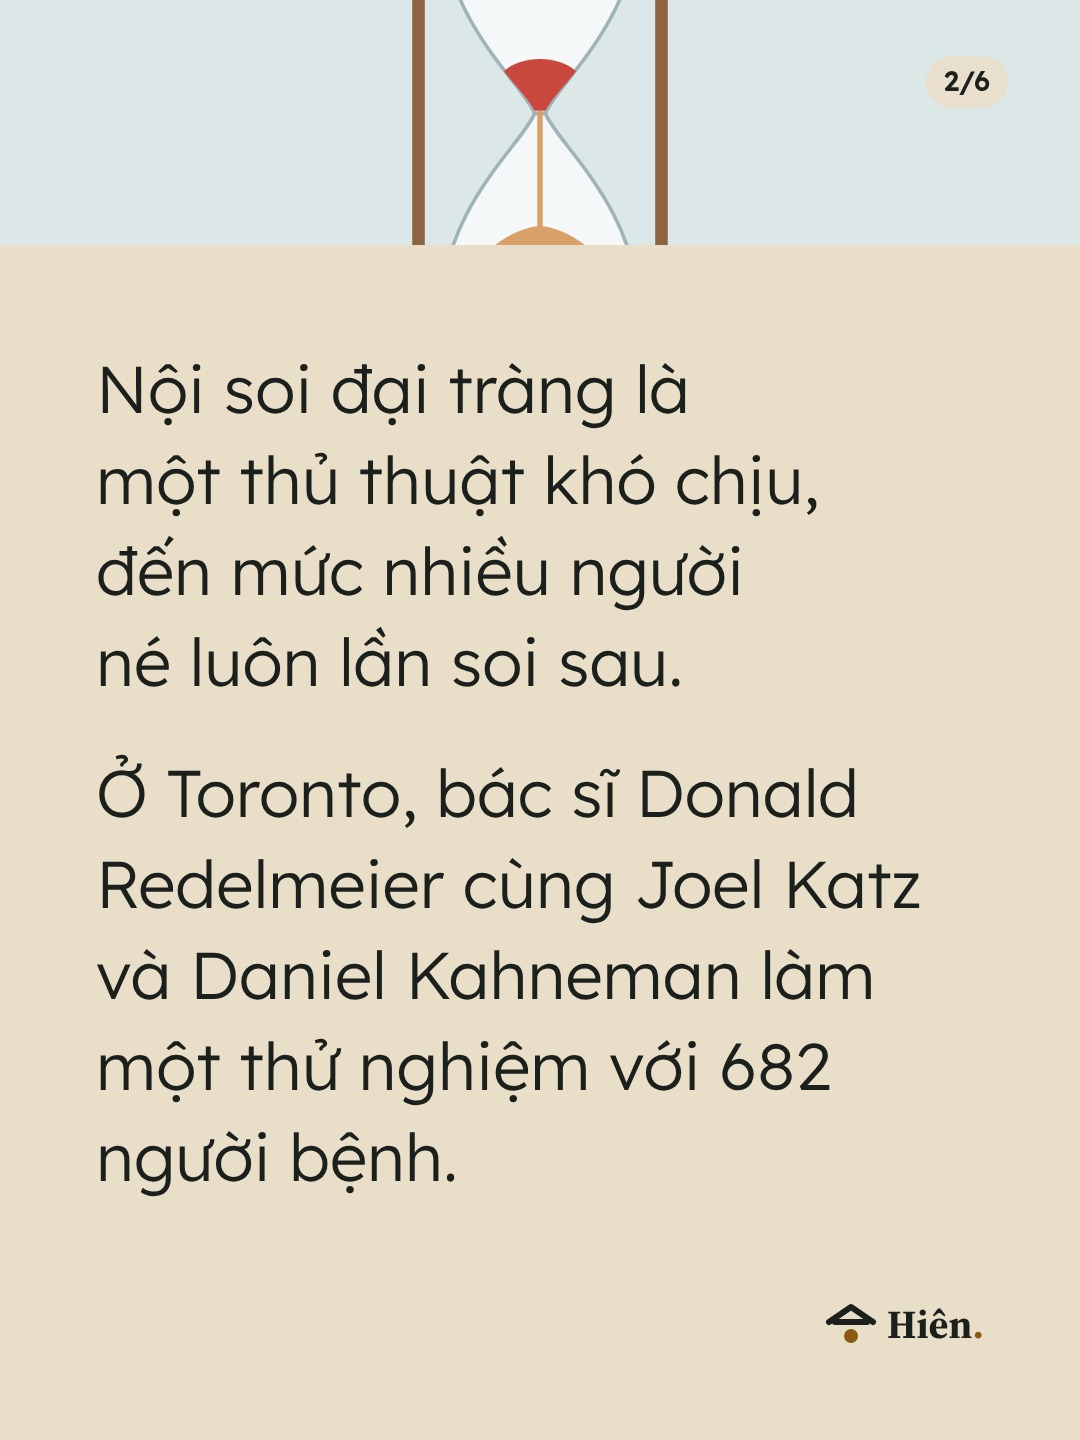 2/6
Nội soi đại tràng là
một thủ thuật khó chịu,
đến mức nhiều người
né luôn lần soi sau.
Ở Toronto, bác sĩ Donald
Redelmeier cùng Joel Katz
và Daniel Kahneman làm
một thử nghiệm với 682
người bệnh.
Hiên.